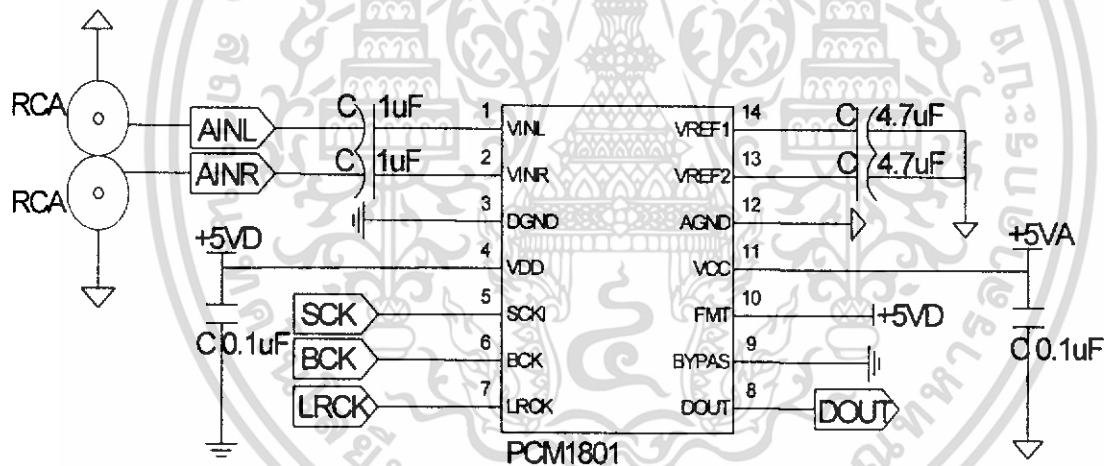 RCA
RCA
AINL
AINR
C 1uF
C 1uF
1
VINL
2
VINR
3
DGND
+5VD
4
VDD
C 0.1uF
SCK
5
SCKI
BCK
6
BCK
LRCK
7
LRCK
PCM1801
14
VREF1
C 4.7uF
13
VREF2
C 4.7uF
12
AGND
+5VA
11
VCC
C 0.1uF
10
FMT
+5VD
9
BYPAS
8
DOUT
DOUT